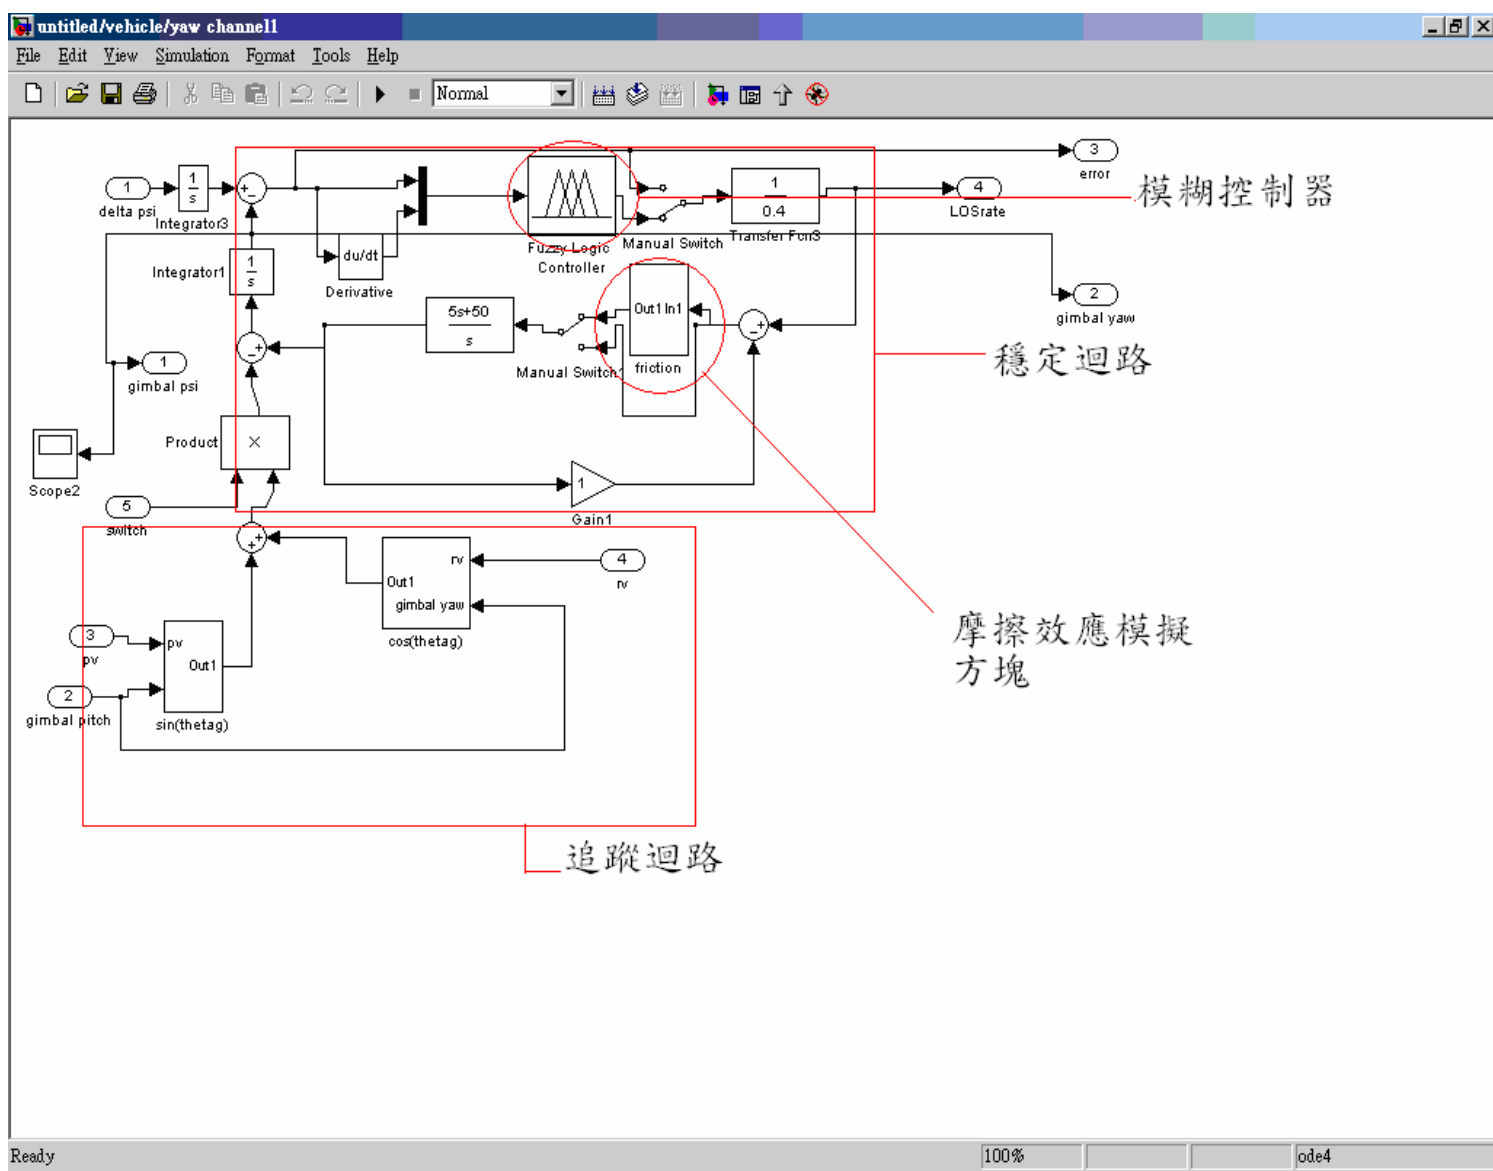 untitled/vehicle/yaw channel1
File Edit View Simulation Format Tools Help
Normal
1
delta psi
1
s
Integrator3
+
-
Fuzzy Logic
Controller
Manual Switch
1
0.4
Transfer Fcn3
3
error
4
LOSrate
模糊控制器
Integrator1
1
s
du/dt
Derivative
2
gimbal yaw
5s+50
s
Manual Switch1
Out1 In1
friction
-
+
穩定迴路
-
+
1
gimbal psi
Product
×
Scope2
5
switch
1
Gain1
+
+
rv
Out1
gimbal yaw
cos(thetag)
4
rv
摩擦效應模擬
方塊
3
pv
pv
Out1
2
gimbal pitch
sin(thetag)
追蹤迴路
Ready
100%
ode4